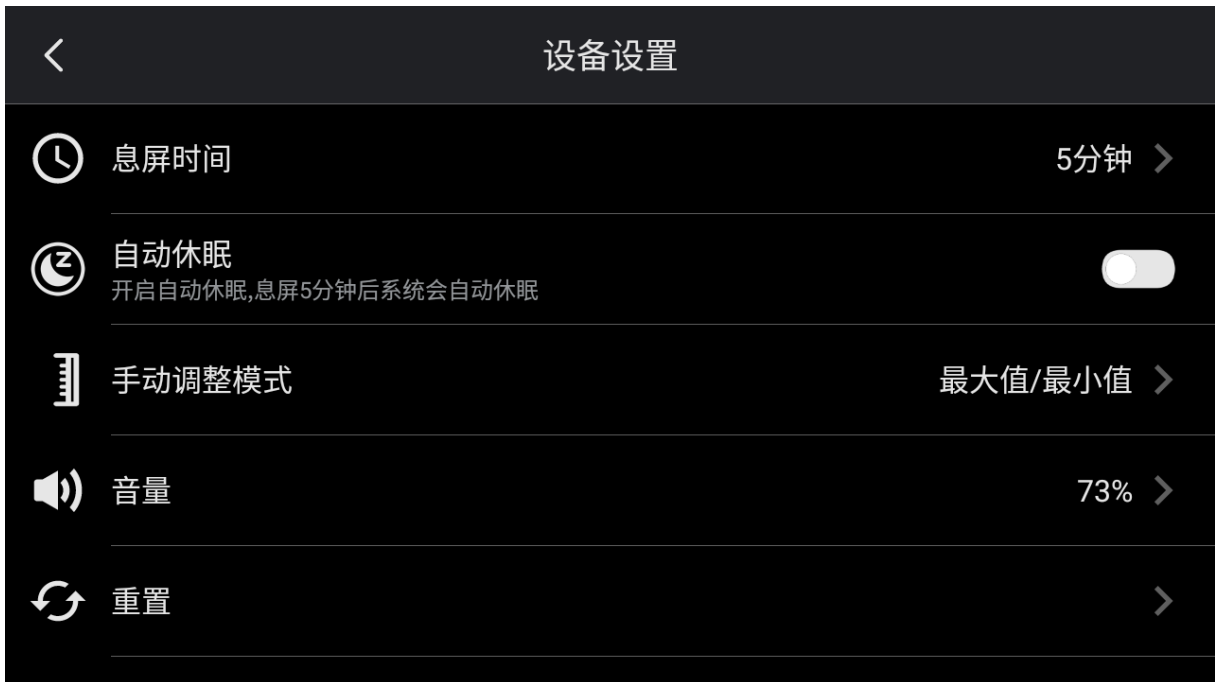 设备设置
息屏时间
5分钟
自动休眠
开启自动休眠,息屏5分钟后系统会自动休眠
手动调整模式
最大值/最小值
音量
73%
重置